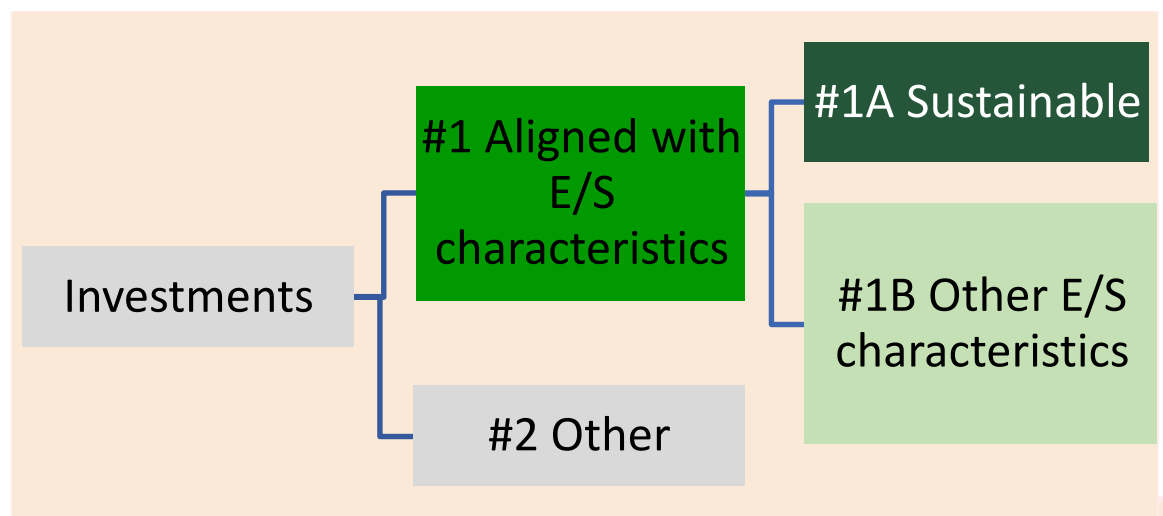 Investments
#1 Aligned with
E/S
characteristics
#2 Other
#1A Sustainable
#1B Other E/S
characteristics